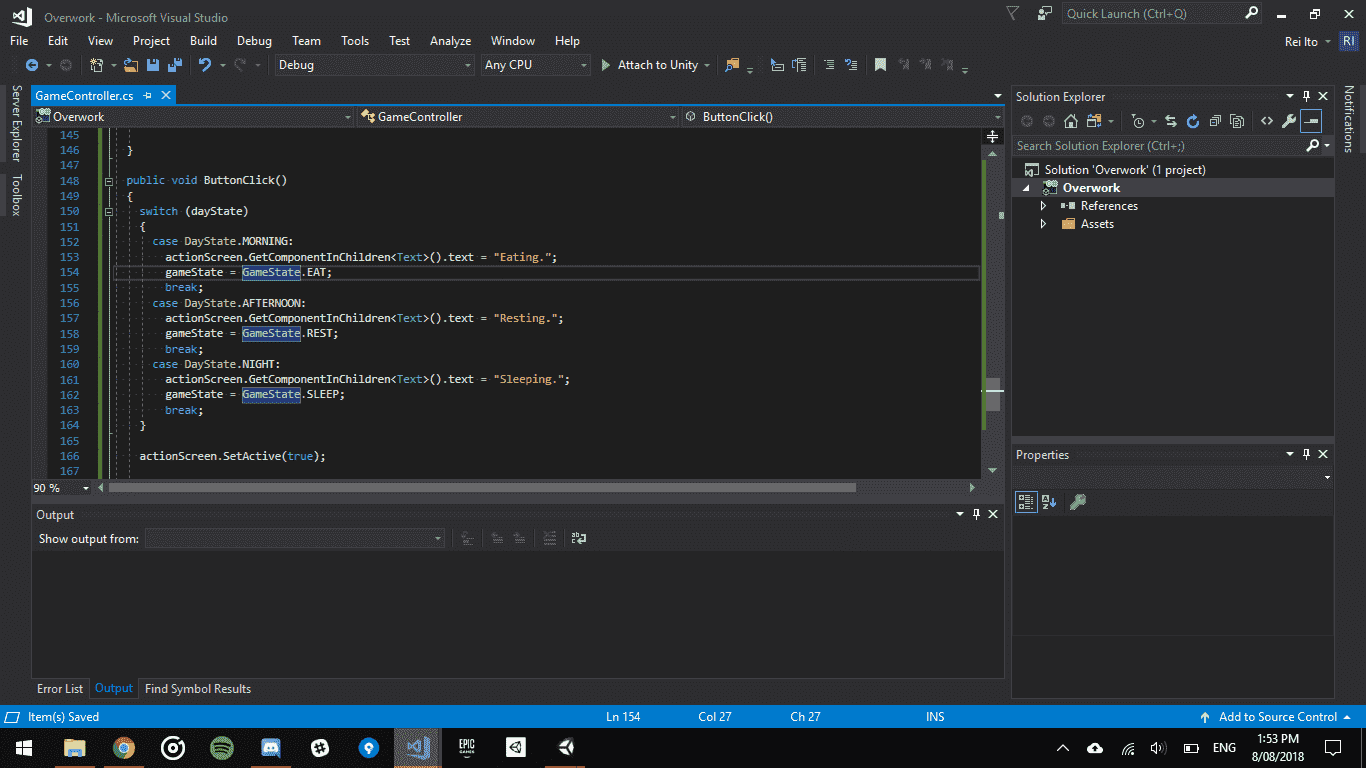 Overwork - Microsoft Visual Studio
Quick Launch (Ctrl+Q)
File Edit View Project Build Debug Team Tools Test Analyze Window Help
Rei Ito RI
Debug Any CPU Attach to Unity
Server Explorer
Toolbox
Notifications
GameController.cs
Overwork GameController ButtonClick()
145
146 }
147
148 public void ButtonClick()
149 {
150 switch (dayState)
151 {
152 case DayState.MORNING:
153 actionScreen.GetComponentInChildren<Text>().text = "Eating.";
154 gameState = GameState.EAT;
155 break;
156 case DayState.AFTERNOON:
157 actionScreen.GetComponentInChildren<Text>().text = "Resting.";
158 gameState = GameState.REST;
159 break;
160 case DayState.NIGHT:
161 actionScreen.GetComponentInChildren<Text>().text = "Sleeping.";
162 gameState = GameState.SLEEP;
163 break;
164 }
165
166 actionScreen.SetActive(true);
167
90 %
Output
Show output from:
Error List Output Find Symbol Results
Solution Explorer
Search Solution Explorer (Ctrl+;)
Solution 'Overwork' (1 project)
Overwork
References
Assets
Properties
Item(s) Saved Ln 154 Col 27 Ch 27 INS Add to Source Control
EPIC GAMES
ENG
1:53 PM
8/08/2018